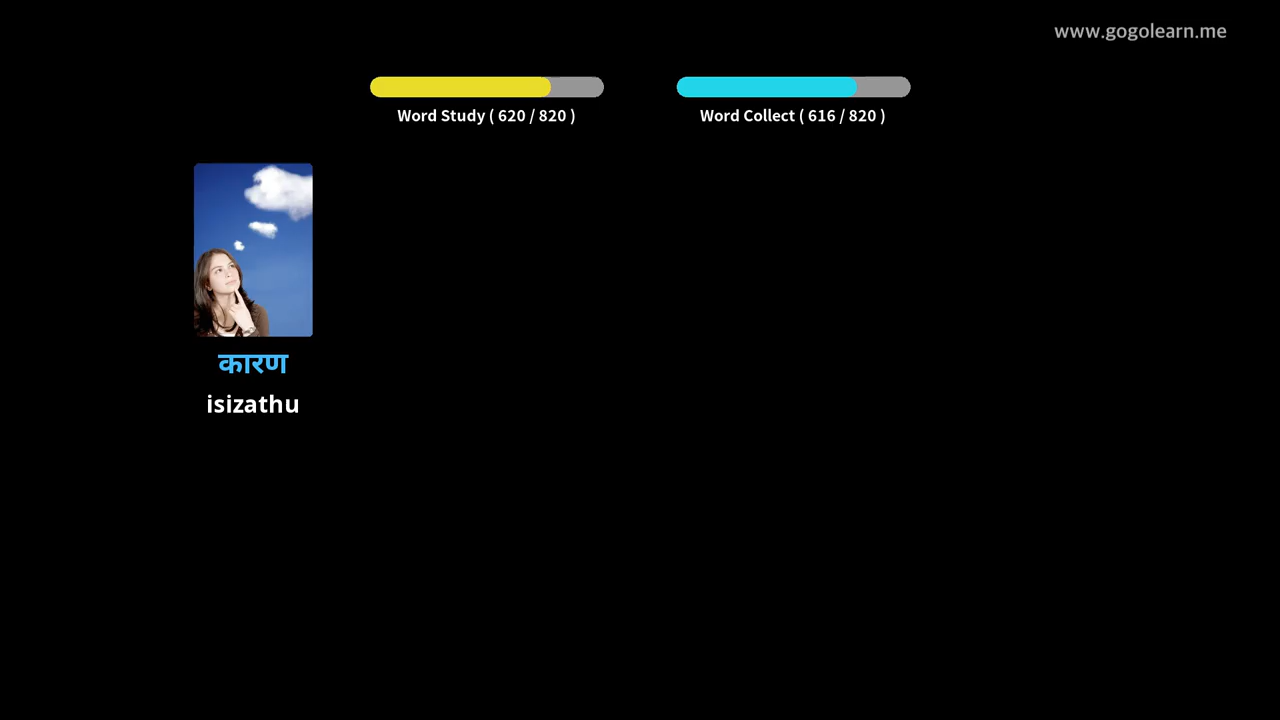 www.gogolearn.me
Word Study ( 620 / 820 )
Word Collect ( 616 / 820 )
कारण
isizathu